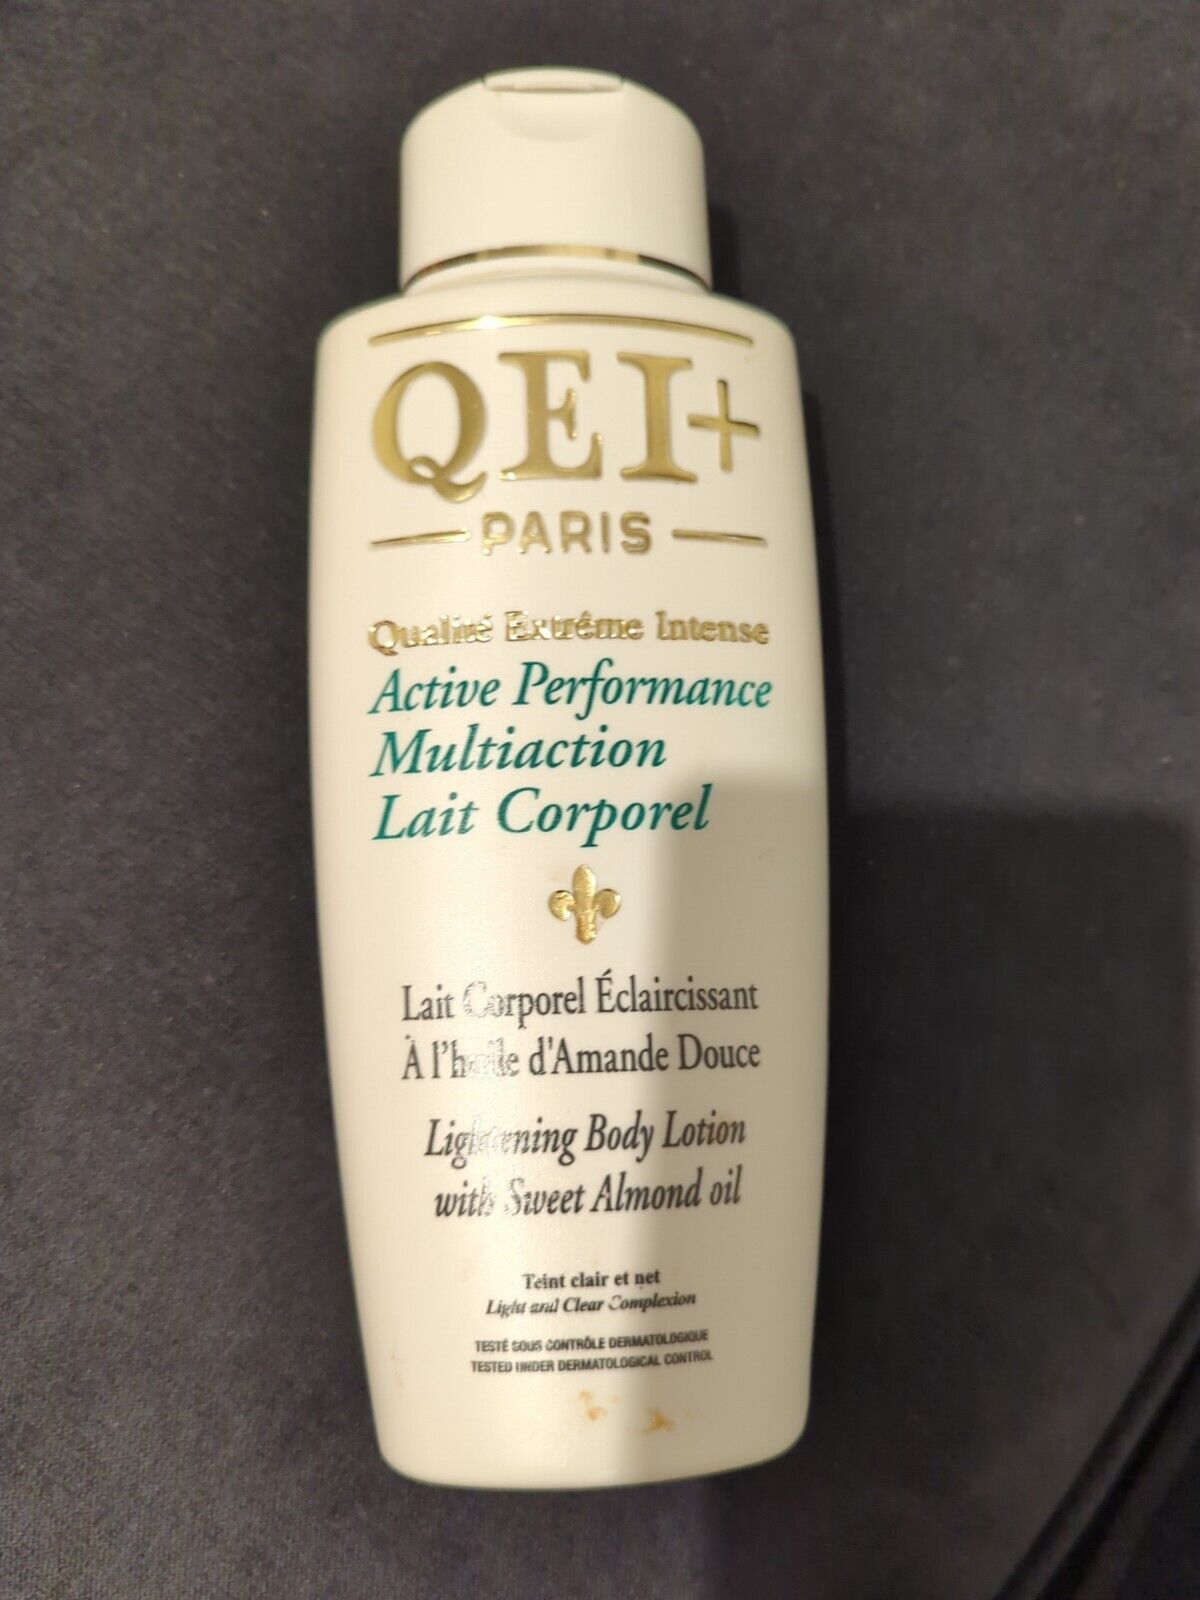 QEI+
PARIS
Qualité Extrême Intense
Active Performance
Multiaction
Lait Corporel
Lait Corporel Éclaircissant
À l'huile d'Amande Douce
Lightening Body Lotion
with Sweet Almond oil
Teint clair et net
Light and Clear Complexion
TESTÉ SOUS CONTRÔLE DERMATOLOGIQUE
TESTED UNDER DERMATOLOGICAL CONTROL